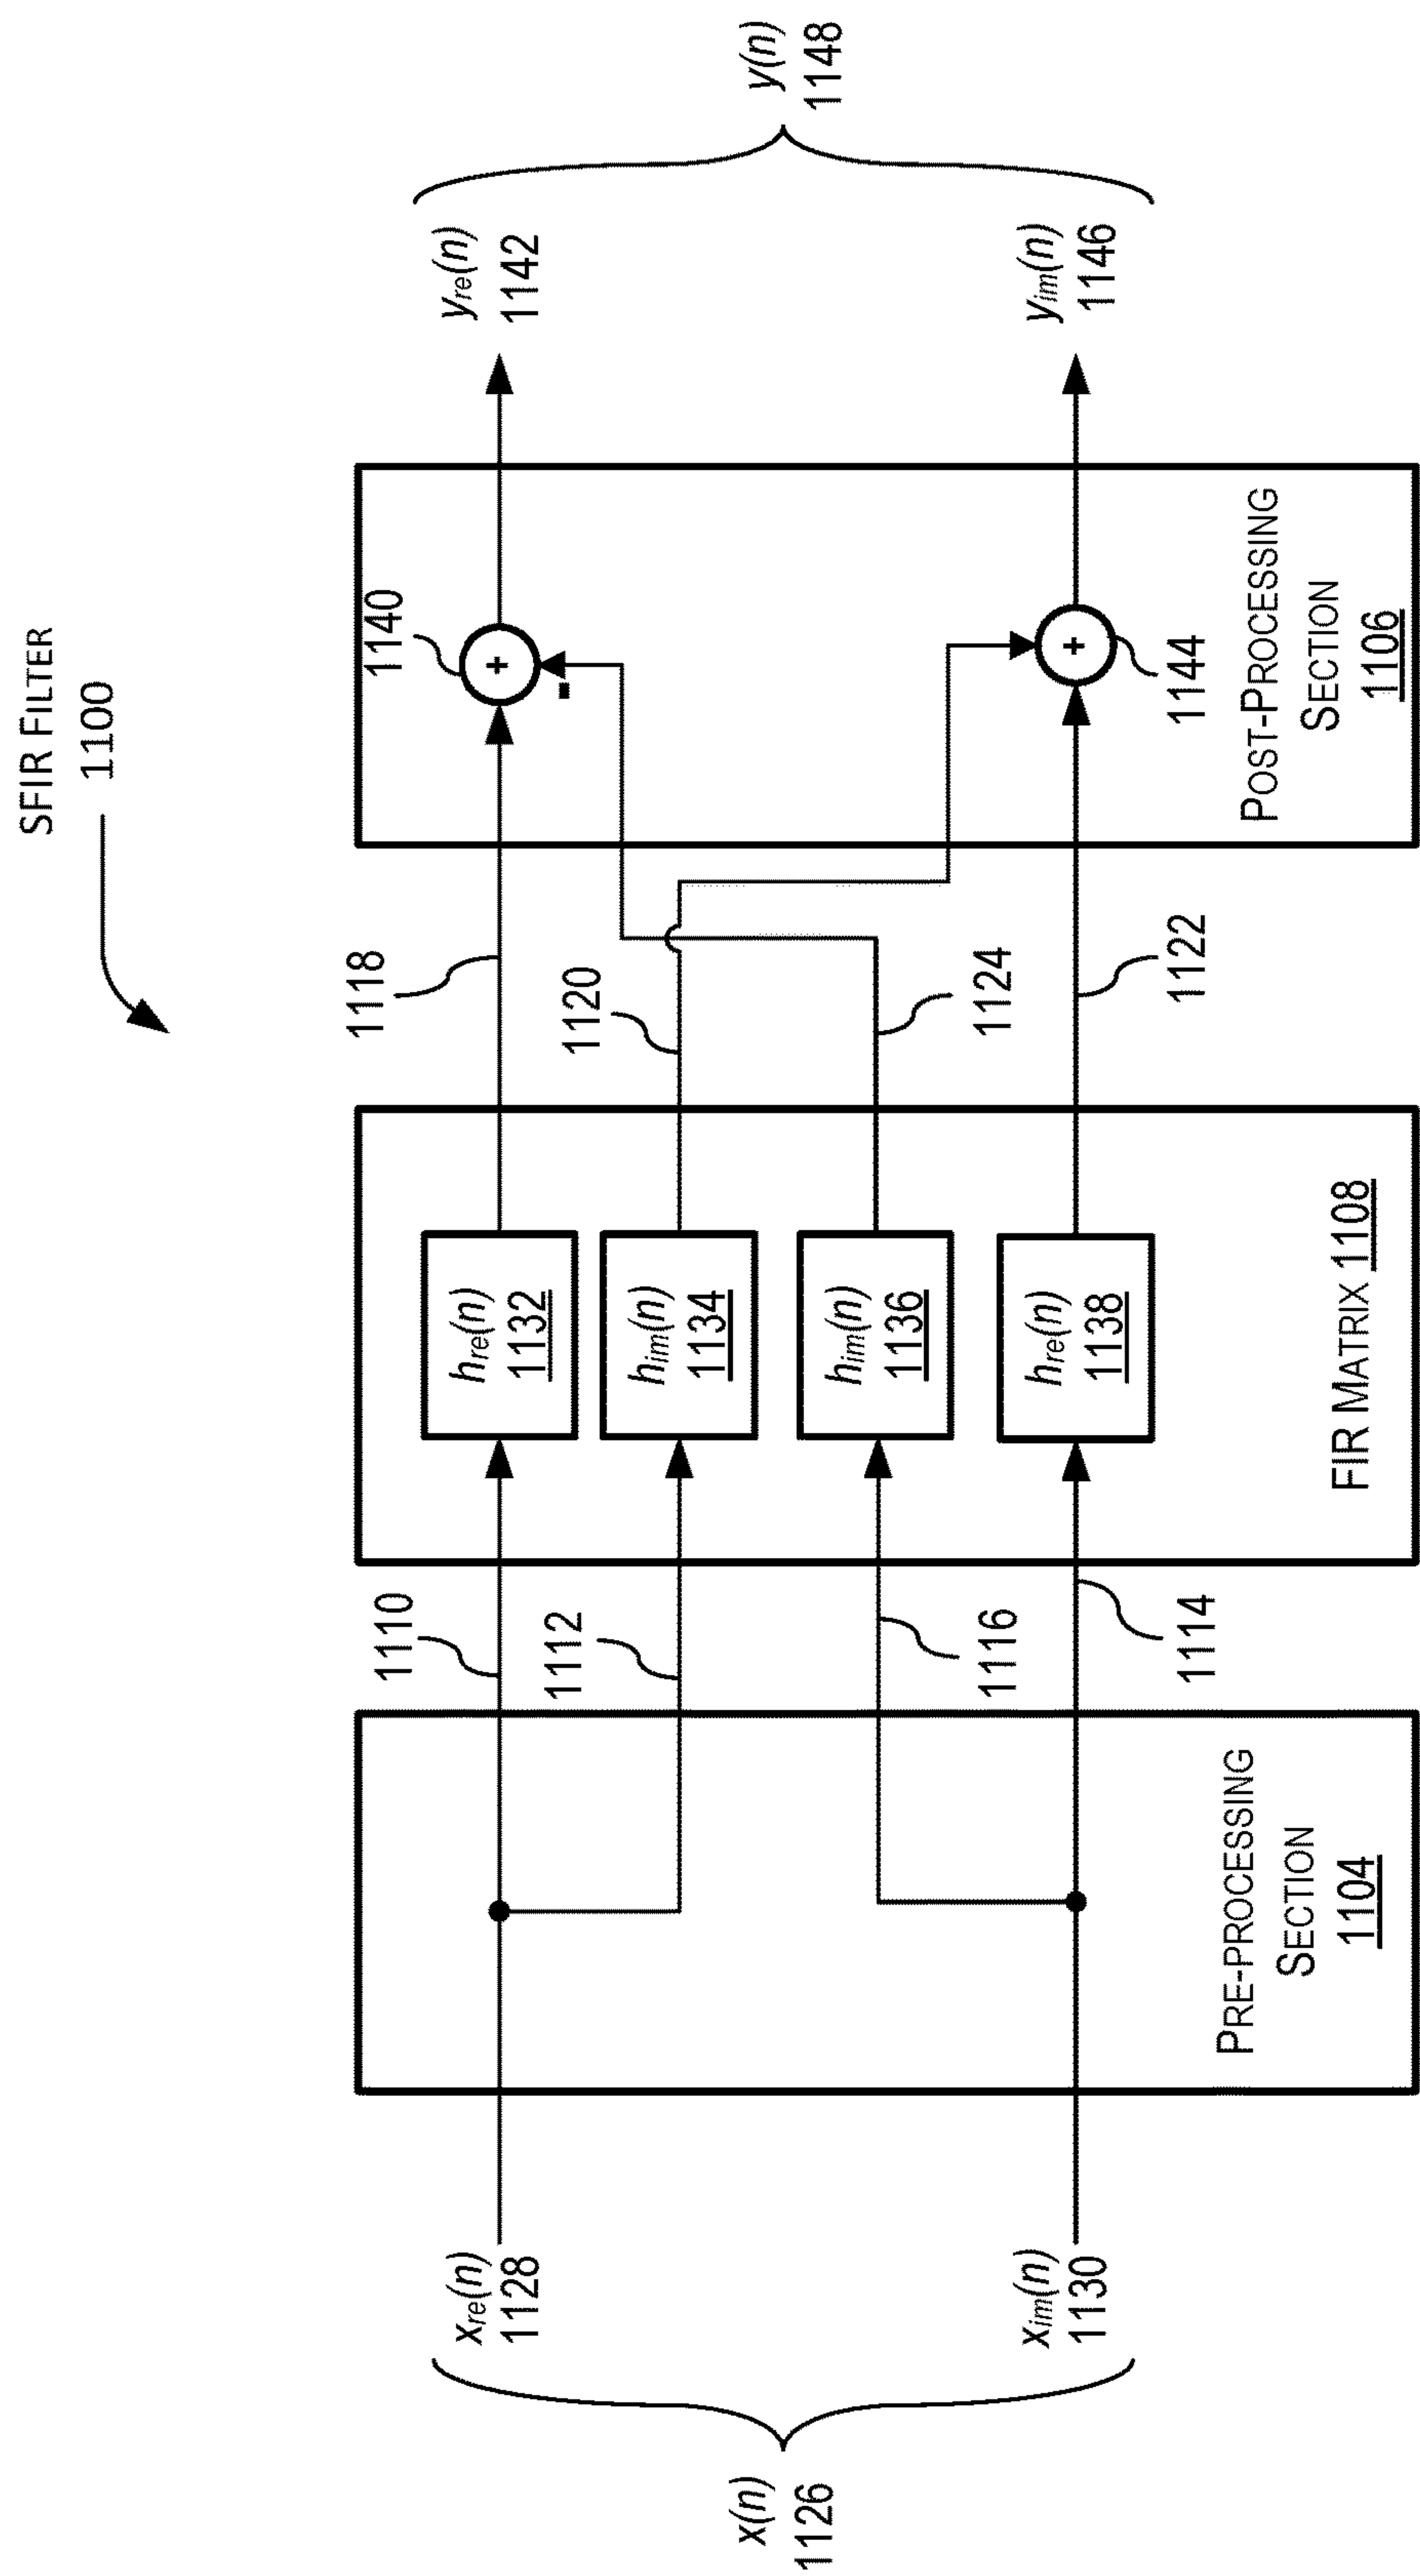 SFIR FILTER
1100
x(n)
1126
xre(n)
1128
xim(n)
1130
PRE-PROCESSING
SECTION
1104
1110
1112
1116
1114
hre(n)
1132
him(n)
1134
him(n)
1136
hre(n)
1138
FIR MATRIX 1108
1118
1120
1124
1122
1140
+
-
+
1144
POST-PROCESSING
SECTION
1106
yre(n)
1142
yim(n)
1146
y(n)
1148